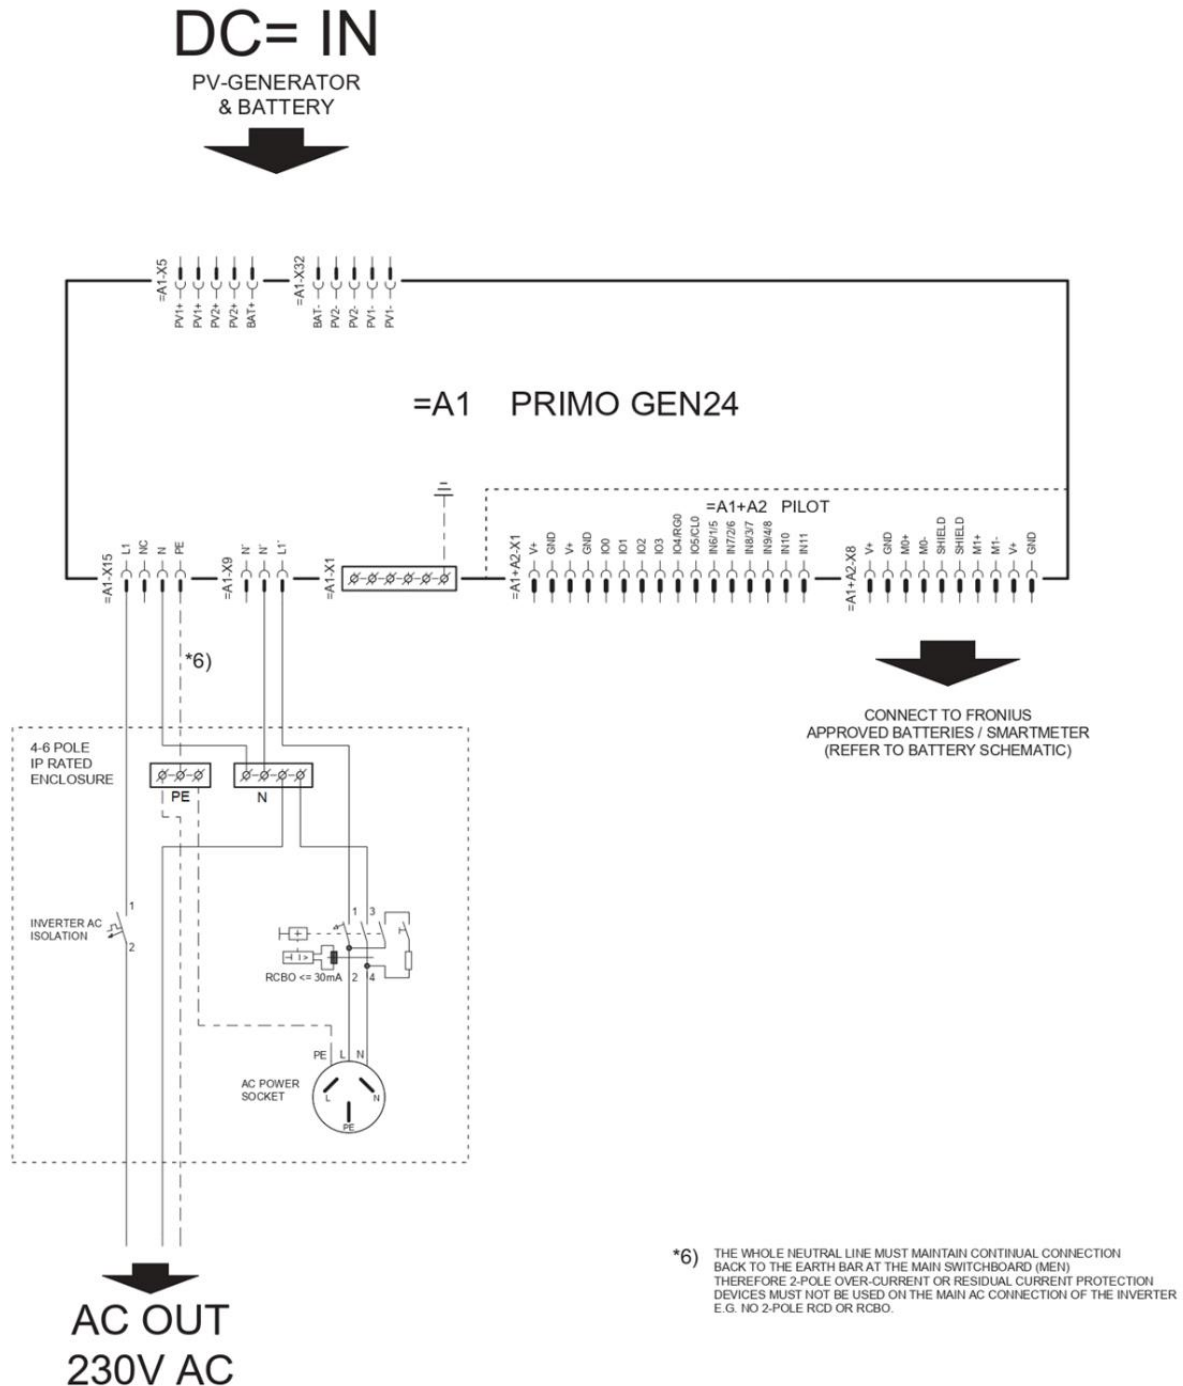 DC= IN
PV-GENERATOR
& BATTERY
=A1-X5
PV1+
PV1+
PV2+
PV2+
BAT+
=A1-X32
BAT-
PV2-
PV2-
PV1-
PV1-
=A1 PRIMO GEN24
=A1+A2 PILOT
=A1-X15
L1
NC
N
PE
=A1-X9
N´
N´
L1´
=A1-X1
=A1+A2-X1
V+
GND
V+
GND
IO0
IO1
IO2
IO3
IO4/RG0
IO5/CL0
IN6/1/5
IN7/2/6
IN8/3/7
IN9/4/8
IN10
IN11
=A1+A2-X8
V+
GND
M0+
M0-
SHIELD
SHIELD
M1+
M1-
V+
GND
*6)
CONNECT TO FRONIUS
APPROVED BATTERIES / SMARTMETER
(REFER TO BATTERY SCHEMATIC)
4-6 POLE
IP RATED
ENCLOSURE
PE
N
INVERTER AC
ISOLATION
1
2
1 3
I >
RCBO <= 30mA
2 4
PE L N
AC POWER
SOCKET
L
N
PE
AC OUT
230V AC
*6) THE WHOLE NEUTRAL LINE MUST MAINTAIN CONTINUAL CONNECTION
BACK TO THE EARTH BAR AT THE MAIN SWITCHBOARD (MEN)
THEREFORE 2-POLE OVER-CURRENT OR RESIDUAL CURRENT PROTECTION
DEVICES MUST NOT BE USED ON THE MAIN AC CONNECTION OF THE INVERTER
E.G. NO 2-POLE RCD OR RCBO.